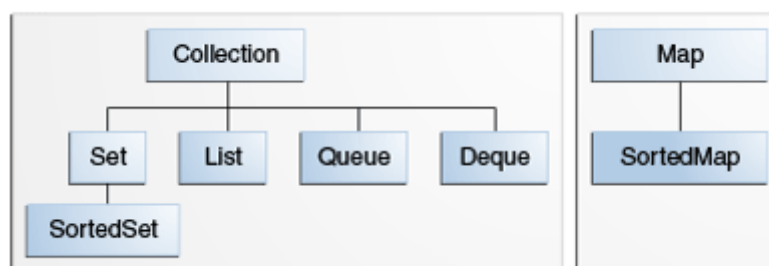 Collection
Map
Set
List
Queue
Deque
SortedMap
SortedSet